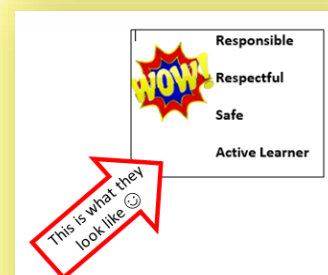 WOW!
Responsible
Respectful
Safe
Active Learner
This is what they
look like ☺